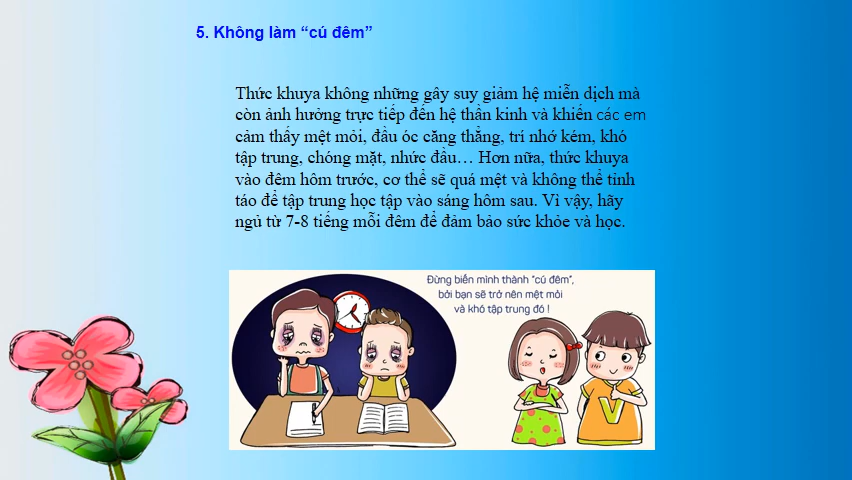 5. Không làm “cú đêm”
Thức khuya không những gây suy giảm hệ miễn dịch mà
còn ảnh hưởng trực tiếp đến hệ thần kinh và khiến các em
cảm thấy mệt mỏi, đầu óc căng thẳng, trí nhớ kém, khó
tập trung, chóng mặt, nhức đầu… Hơn nữa, thức khuya
vào đêm hôm trước, cơ thể sẽ quá mệt và không thể tỉnh
táo để tập trung học tập vào sáng hôm sau. Vì vậy, hãy
ngủ từ 7-8 tiếng mỗi đêm để đảm bảo sức khỏe và học.
Đừng biến mình thành “cú đêm”,
bởi bạn sẽ trở nên mệt mỏi
và khó tập trung đó !
V